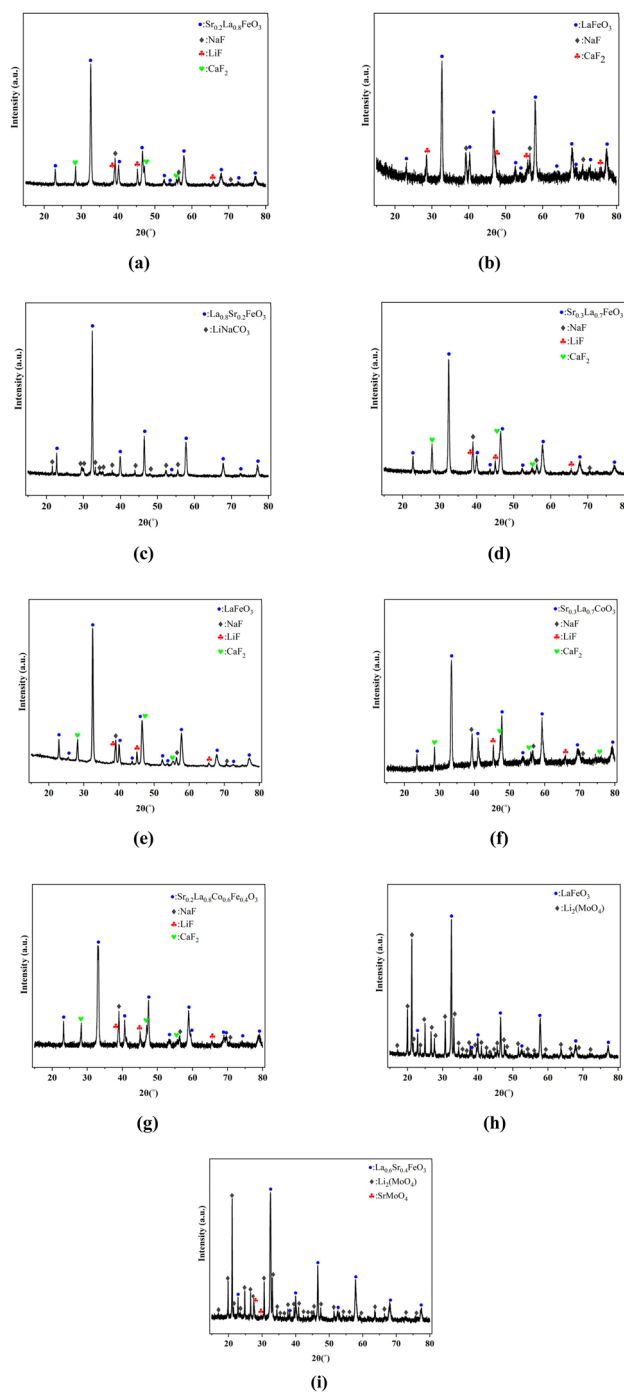 Intensity (a.u.)
•:Sr0.2La0.8FeO3
♦:NaF
♣:LiF
♥:CaF2
20 30 40 50 60 70 80
2θ(°)
(a)
Intensity (a.u.)
•:LaFeO3
♦:NaF
♣:CaF2
20 30 40 50 60 70 80
2θ(°)
(b)
Intensity (a.u.)
•:La0.8Sr0.2FeO3
♦:LiNaCO3
20 30 40 50 60 70 80
2θ(°)
(c)
Intensity (a.u.)
•:Sr0.3La0.7FeO3
♦:NaF
♣:LiF
♥:CaF2
20 30 40 50 60 70 80
2θ(°)
(d)
Intensity (a.u.)
•:LaFeO3
♦:NaF
♣:LiF
♥:CaF2
20 30 40 50 60 70 80
2θ(°)
(e)
Intensity (a.u.)
•:Sr0.3La0.7CoO3
♦:NaF
♣:LiF
♥:CaF2
20 30 40 50 60 70 80
2θ(°)
(f)
Intensity (a.u.)
•:Sr0.2La0.8Co0.6Fe0.4O3
♦:NaF
♣:LiF
♥:CaF2
20 30 40 50 60 70 80
2θ(°)
(g)
Intensity (a.u.)
•:LaFeO3
♦:Li2(MoO4)
20 30 40 50 60 70 80
2θ(°)
(h)
Intensity (a.u.)
•:La0.6Sr0.4FeO3
♦:Li2(MoO4)
♣:SrMoO4
20 30 40 50 60 70 80
2θ(°)
(i)